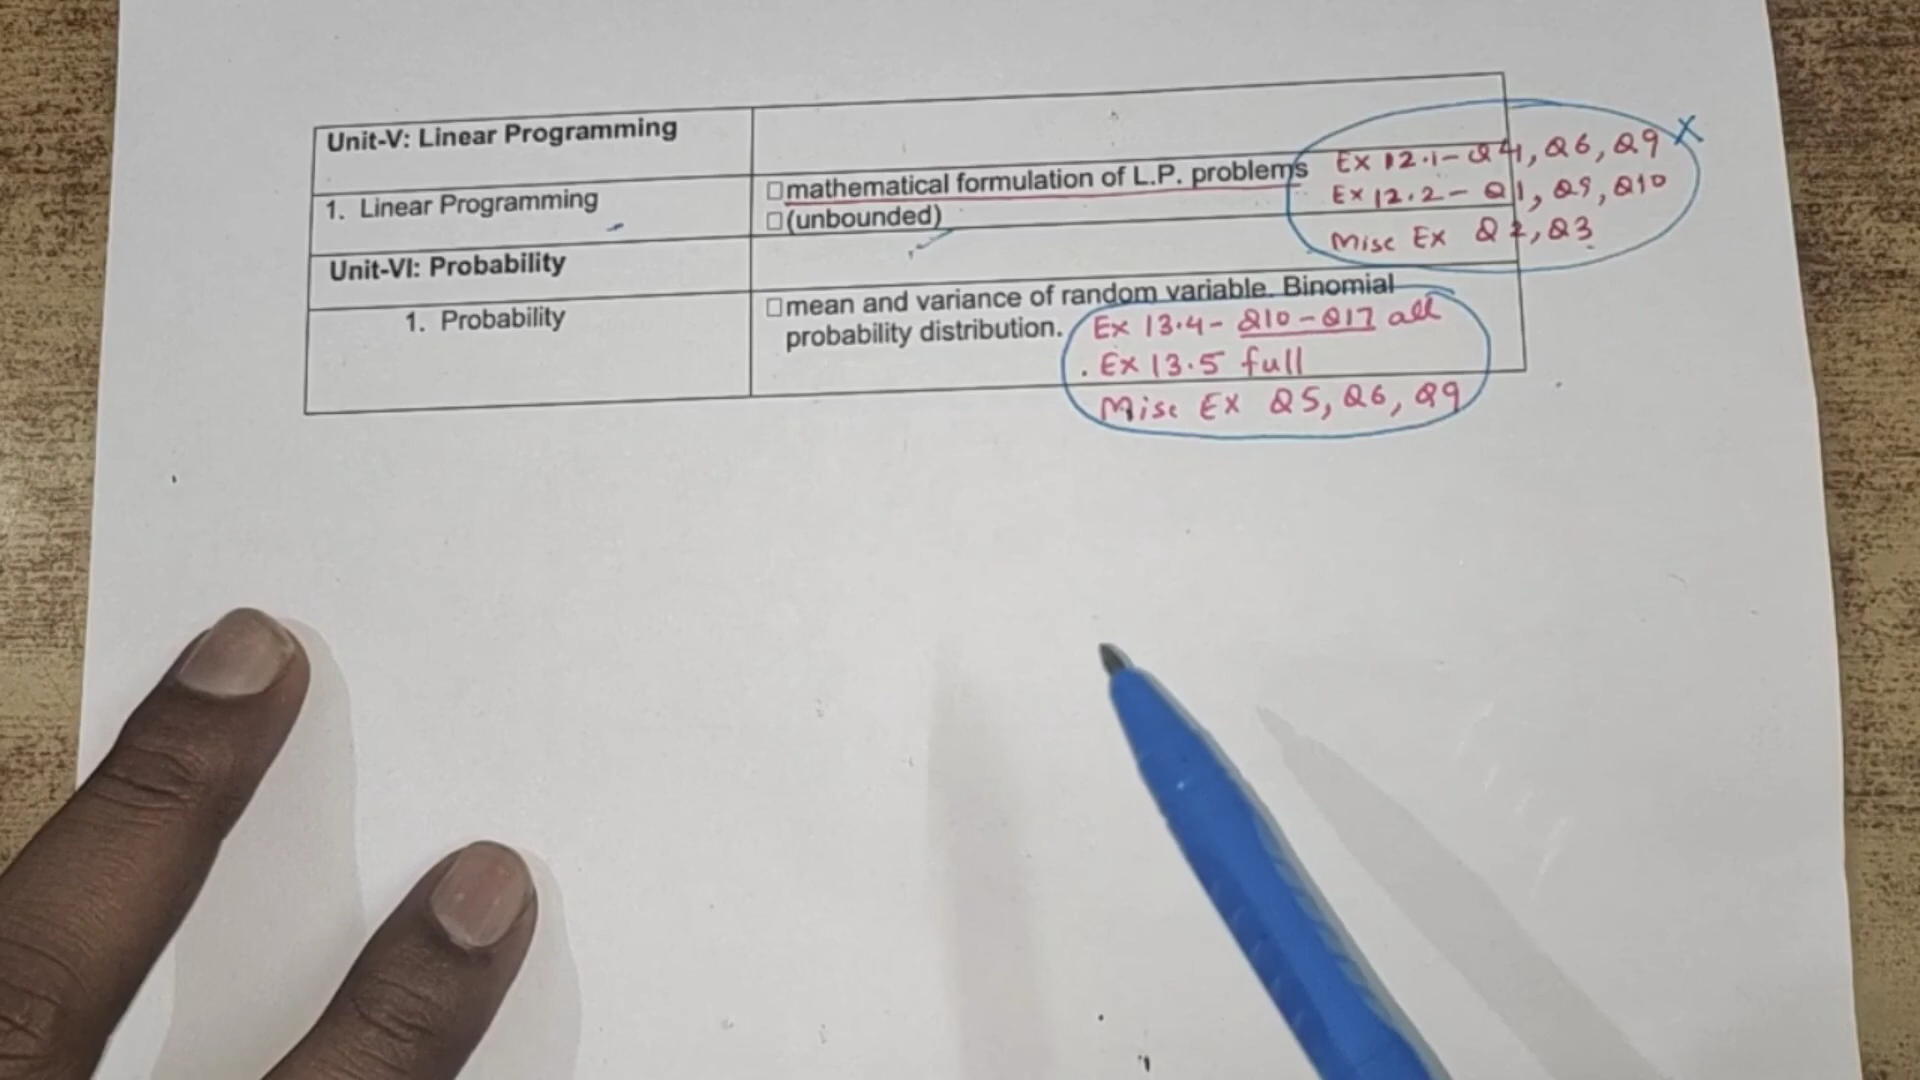 Unit-V: Linear Programming
1. Linear Programming
□mathematical formulation of L.P. problems
□(unbounded)
Ex 12.1- Q4, Q6, Q9 X
Ex 12.2 - Q1, Q9, Q10
Misc Ex Q2, Q3
Unit-VI: Probability
1. Probability
□mean and variance of random variable. Binomial
probability distribution.
Ex 13.4- Q10-Q17 all
Ex 13.5 full
Misc Ex Q5, Q6, Q9